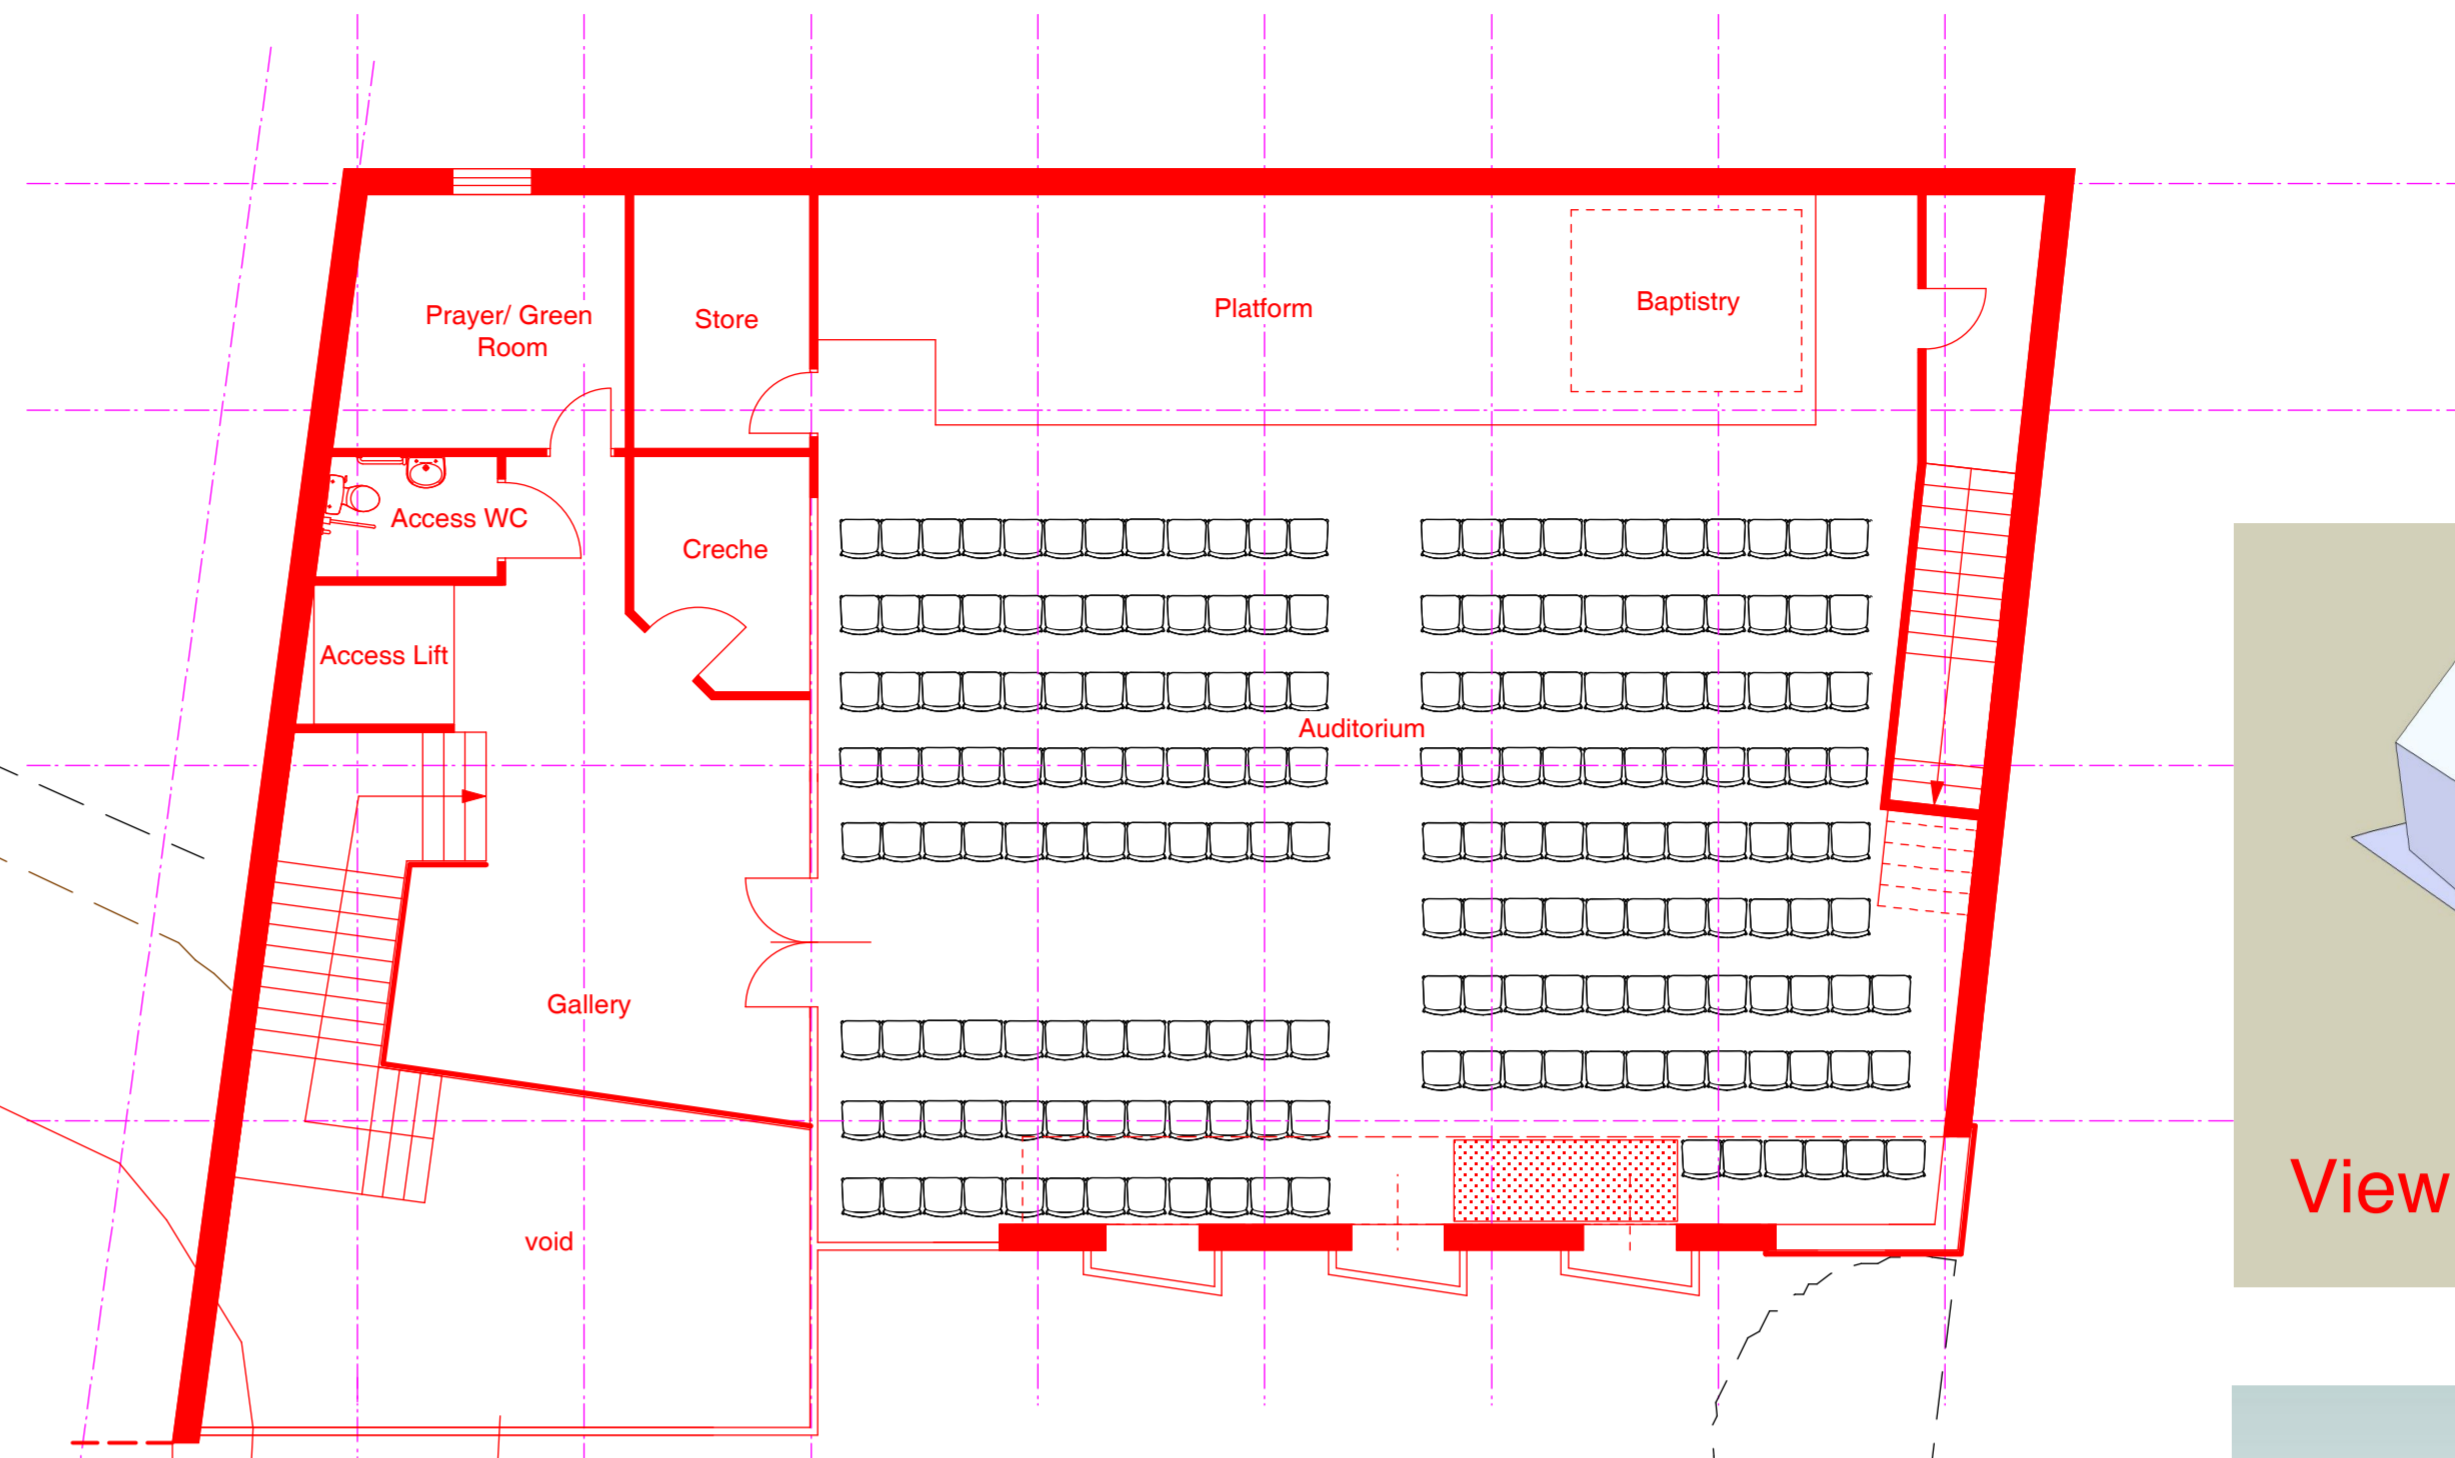 Prayer/ Green
Room
Store
Platform
Baptistry
Access WC
Creche
Access Lift
Auditorium
Gallery
View
void